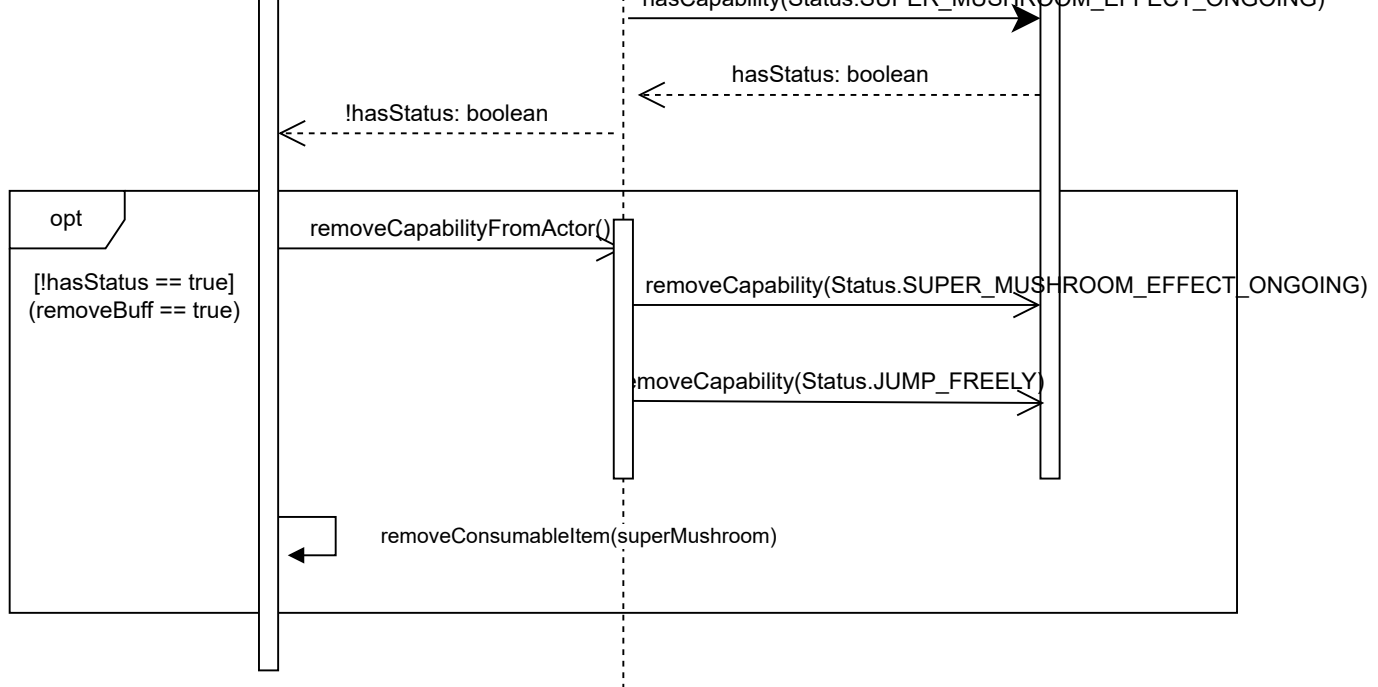 hasCapability(Status.SUPER_MUSHROOM_EFFECT_ONGOING)
hasStatus: boolean
!hasStatus: boolean
opt
removeCapabilityFromActor()
[!hasStatus == true]
(removeBuff == true)
removeCapability(Status.SUPER_MUSHROOM_EFFECT_ONGOING)
emoveCapability(Status.JUMP_FREELY)
removeConsumableItem(superMushroom)